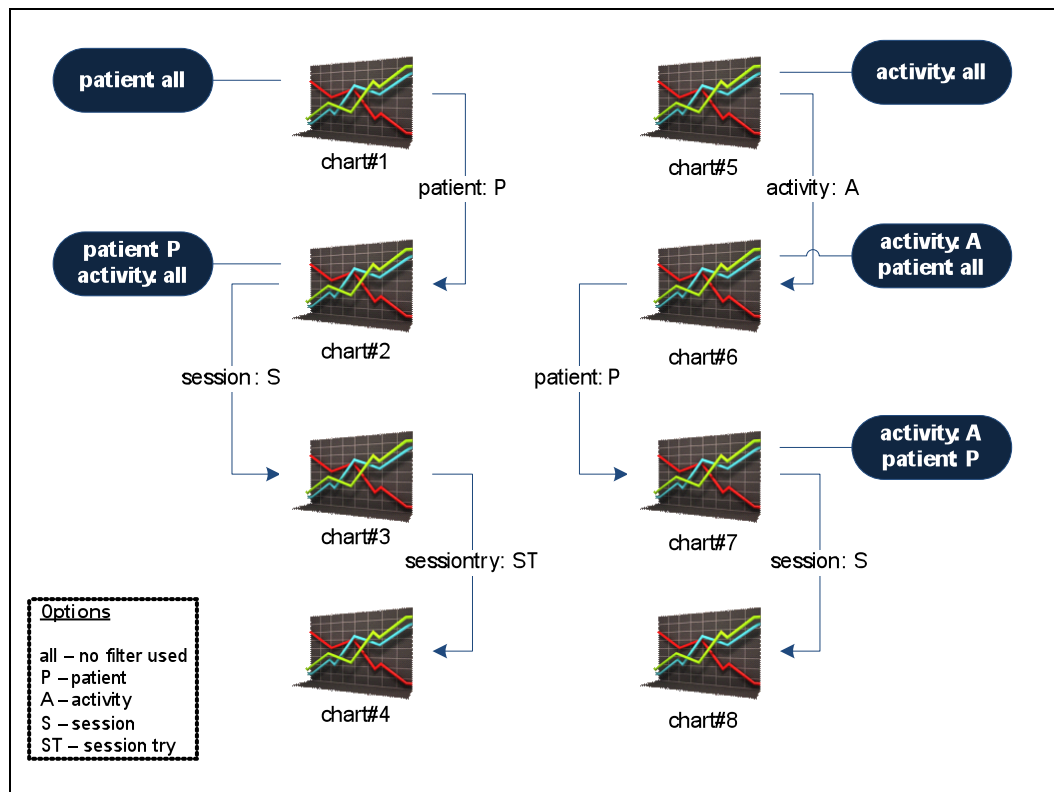 patient: all
chart#1
patient: P
patient: P
activity: all
chart#2
session: S
chart#3
sessiontry: ST
chart#4
activity: all
chart#5
activity: A
activity: A
patient: all
chart#6
patient: P
activity: A
patient: P
chart#7
session: S
chart#8
Options
all – no filter used
P – patient
A – activity
S – session
ST – session try